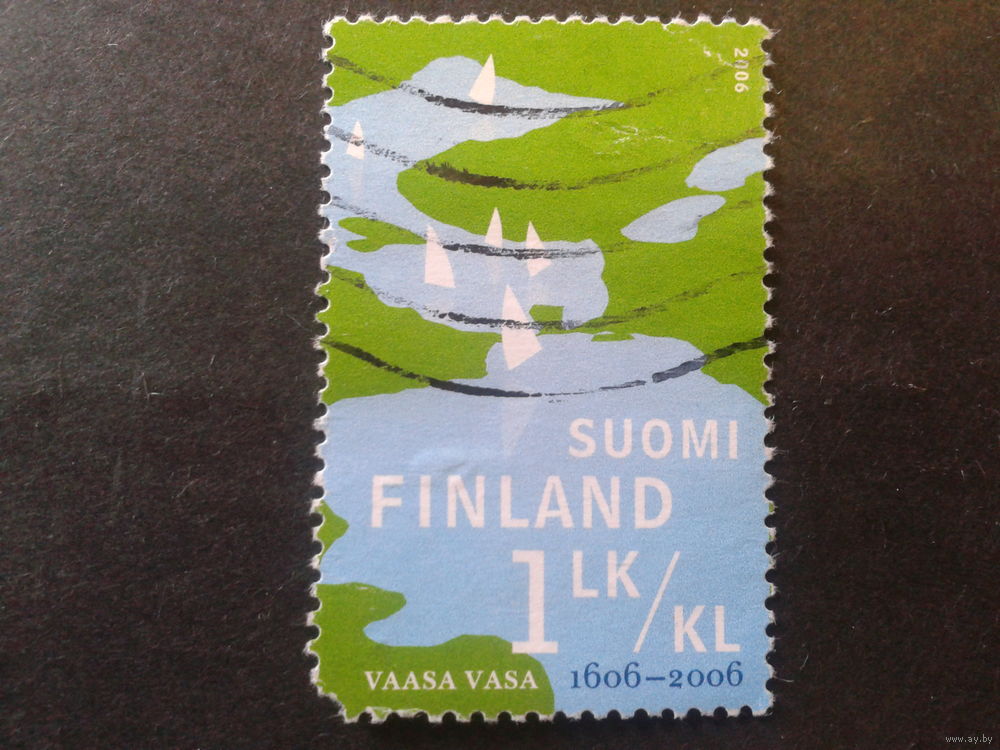 2006
SUOMI
FINLAND
1 LK/KL
VAASA VASA 1606–2006
www.ay.by